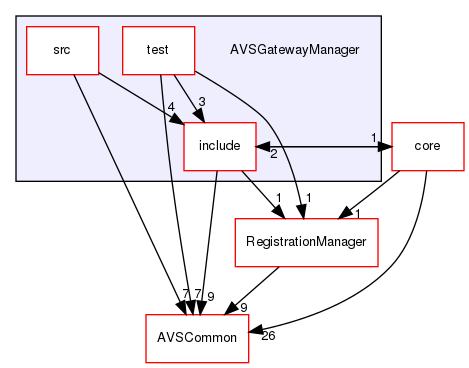 src
test
AVSGatewayManager
4
3
include
1
2
core
1
1
1
RegistrationManager
7
7
9
9
26
AVSCommon